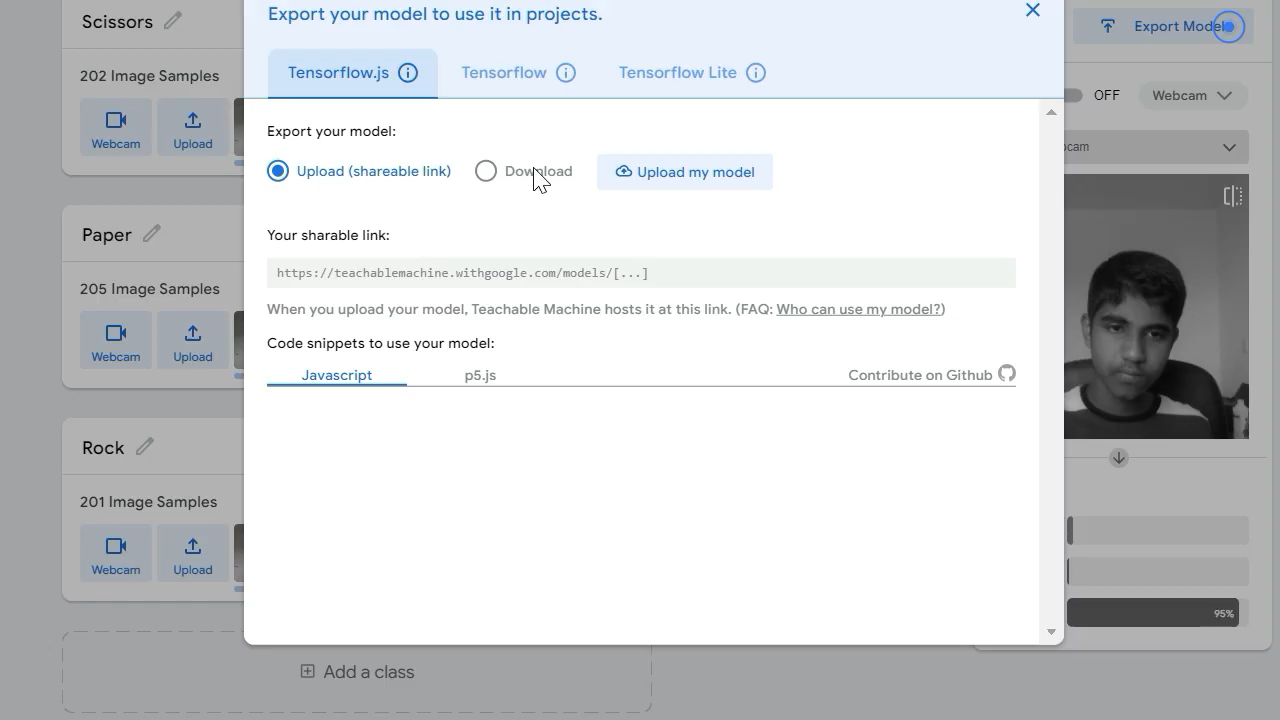 Export your model to use it in projects.
Scissors
Export Model
Tensorflow.js
Tensorflow
Tensorflow Lite
202 Image Samples
OFF
Webcam
Webcam
Upload
Export your model:
Upload (shareable link)
Download
Upload my model
Paper
Your sharable link:
https://teachablemachine.withgoogle.com/models/[...]
205 Image Samples
When you upload your model, Teachable Machine hosts it at this link. (FAQ: Who can use my model?)
Code snippets to use your model:
Webcam
Upload
Javascript
p5.js
Contribute on Github
Rock
201 Image Samples
Webcam
Upload
95%
Add a class